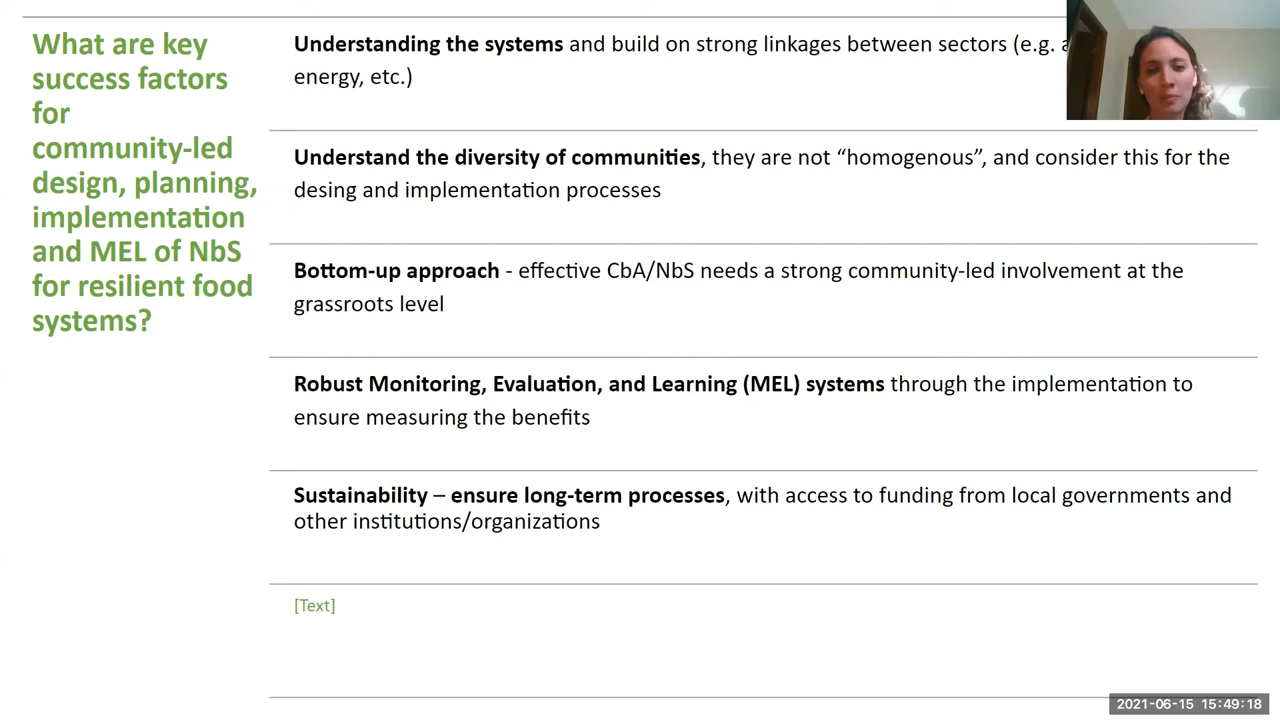 What are key
success factors
for
community-led
design, planning,
implementation
and MEL of NbS
for resilient food
systems?
Understanding the systems and build on strong linkages between sectors (e.g.
energy, etc.)
Understand the diversity of communities, they are not “homogenous”, and consider this for the
desing and implementation processes
Bottom-up approach - effective CbA/NbS needs a strong community-led involvement at the
grassroots level
Robust Monitoring, Evaluation, and Learning (MEL) systems through the implementation to
ensure measuring the benefits
Sustainability – ensure long-term processes, with access to funding from local governments and
other institutions/organizations
[Text]
2021-06-15 15:49:18